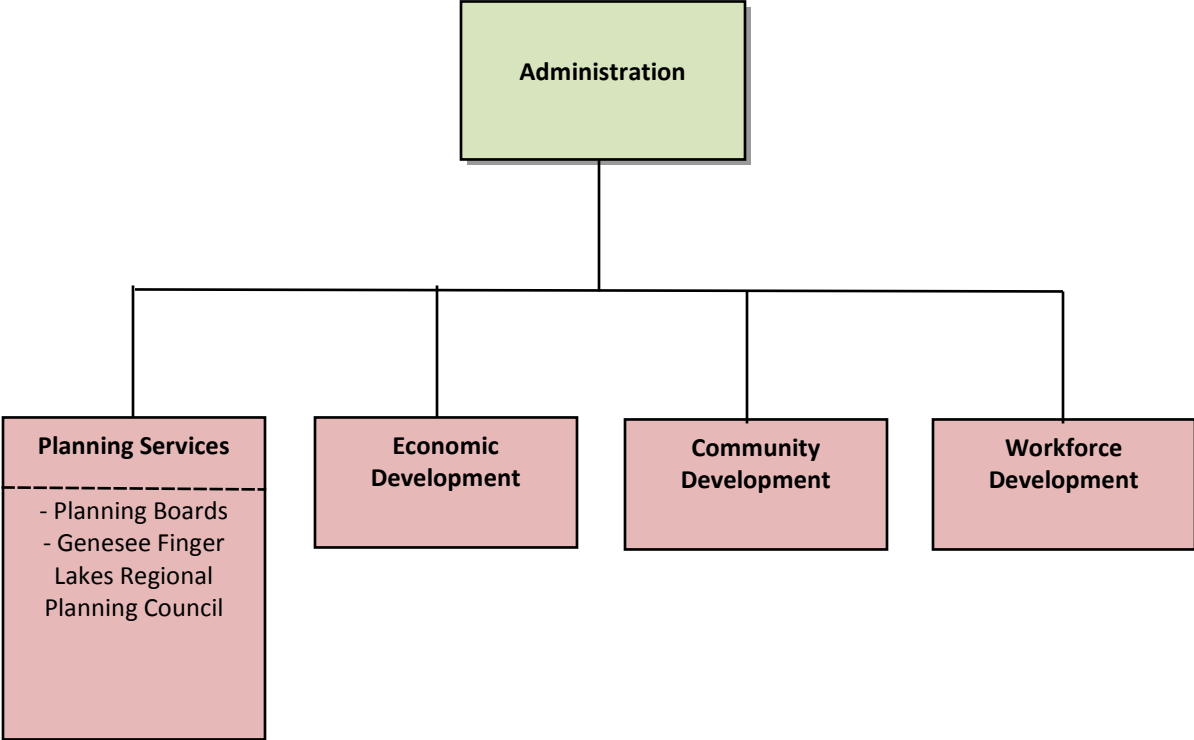 Administration
Planning Services
- Planning Boards
- Genesee Finger
Lakes Regional
Planning Council
Economic
Development
Community
Development
Workforce
Development